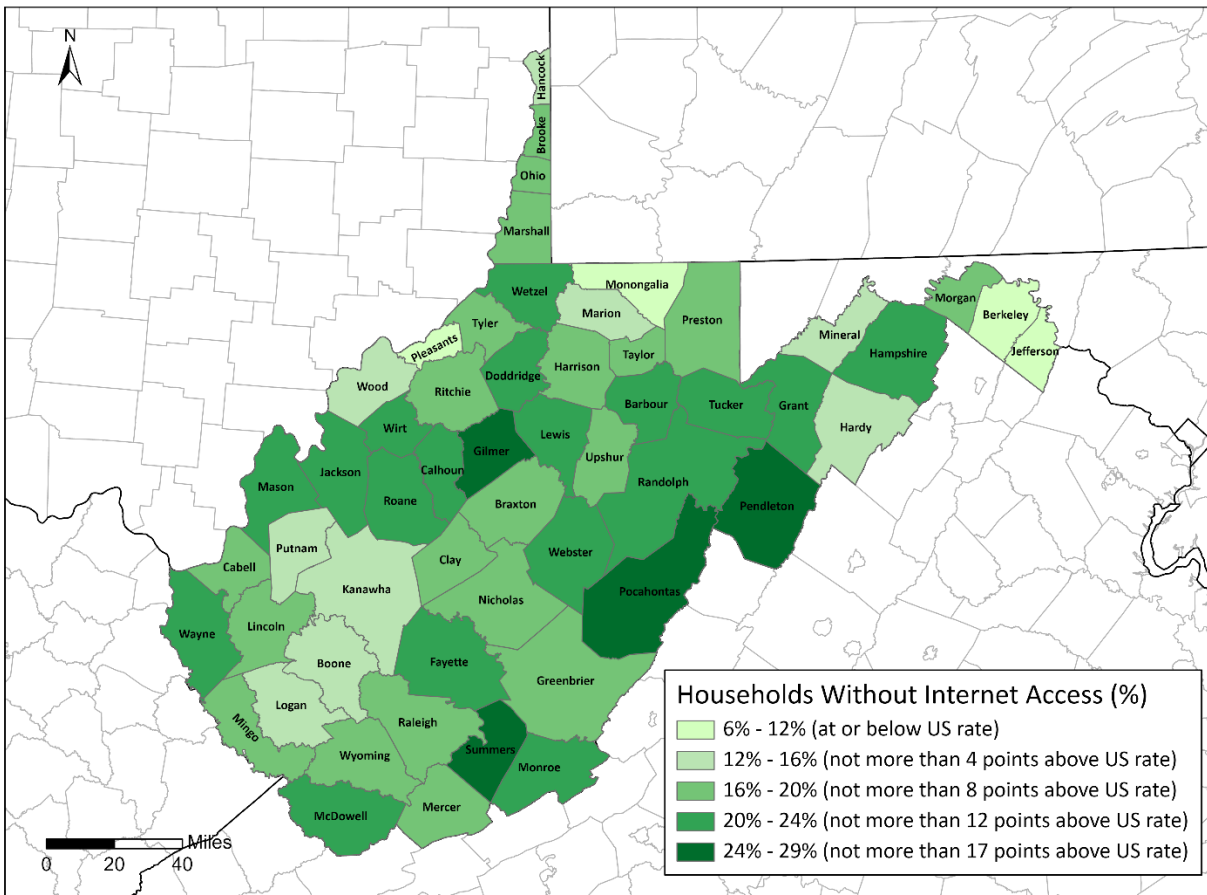 N
Hancock
Brooke
Ohio
Marshall
Wetzel
Monongalia
Marion
Preston
Tyler
Pleasants
Taylor
Harrison
Doddridge
Ritchie
Wood
Mineral
Hampshire
Morgan
Berkeley
Jefferson
Barbour
Tucker
Grant
Hardy
Wirt
Gilmer
Lewis
Upshur
Calhoun
Jackson
Roane
Mason
Randolph
Pendleton
Braxton
Webster
Putnam
Kanawha
Clay
Cabell
Pocahontas
Nicholas
Lincoln
Wayne
Boone
Fayette
Greenbrier
Logan
Raleigh
Mingo
Wyoming
Summers
Monroe
McDowell
Mercer
Households Without Internet Access (%)
6% - 12% (at or below US rate)
12% - 16% (not more than 4 points above US rate)
16% - 20% (not more than 8 points above US rate)
20% - 24% (not more than 12 points above US rate)
24% - 29% (not more than 17 points above US rate)
Miles
0 20 40